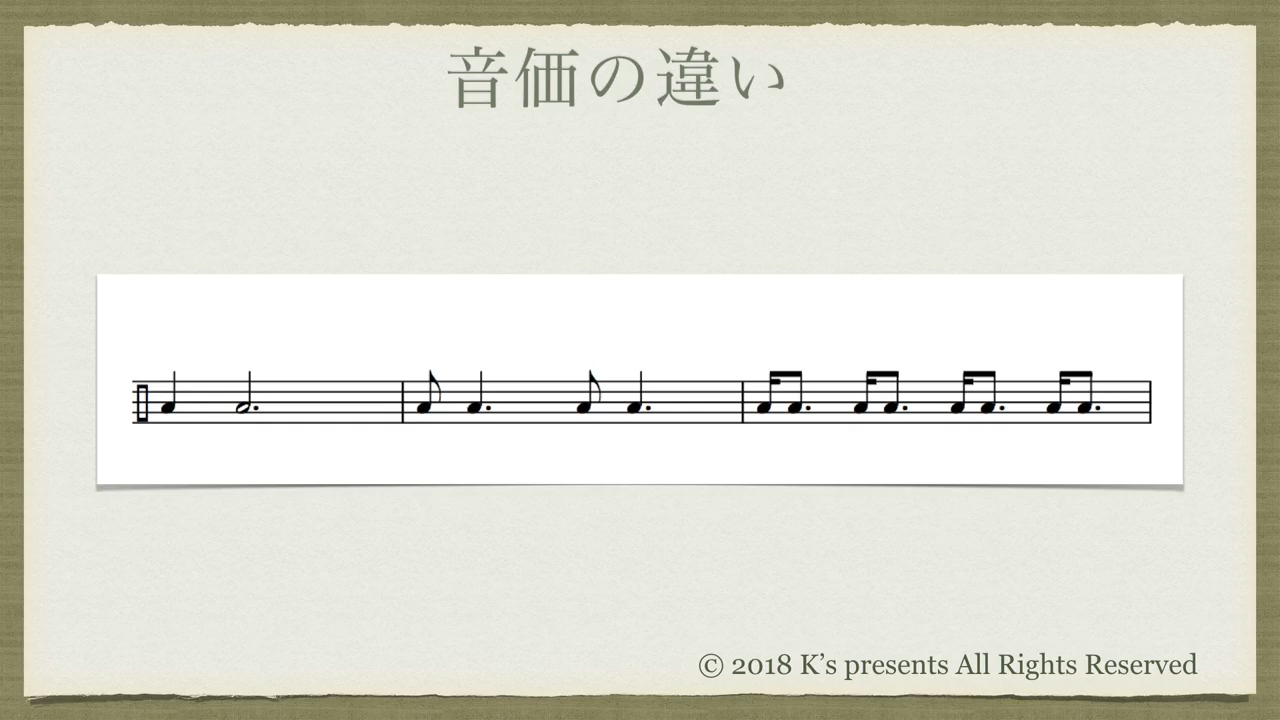 音価の違い
© 2018 K’s presents All Rights Reserved